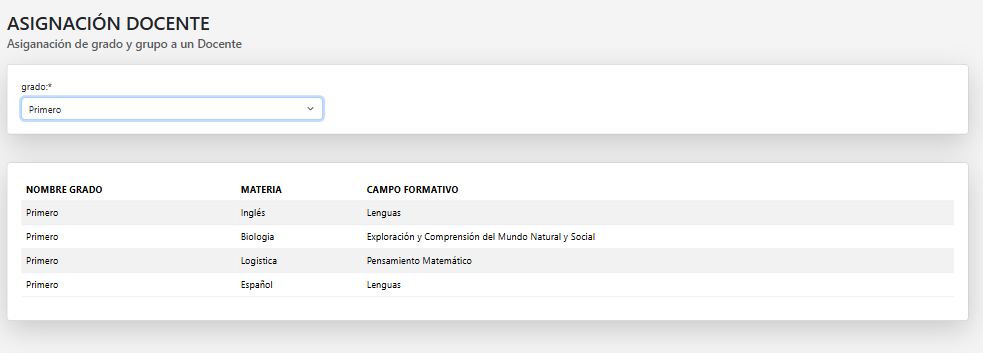 ASIGNACIÓN DOCENTE
Asiganación de grado y grupo a un Docente
grado:*
Primero
NOMBRE GRADO MATERIA CAMPO FORMATIVO
Primero Inglés Lenguas
Primero Biologia Exploración y Comprensión del Mundo Natural y Social
Primero Logistica Pensamiento Matemático
Primero Español Lenguas